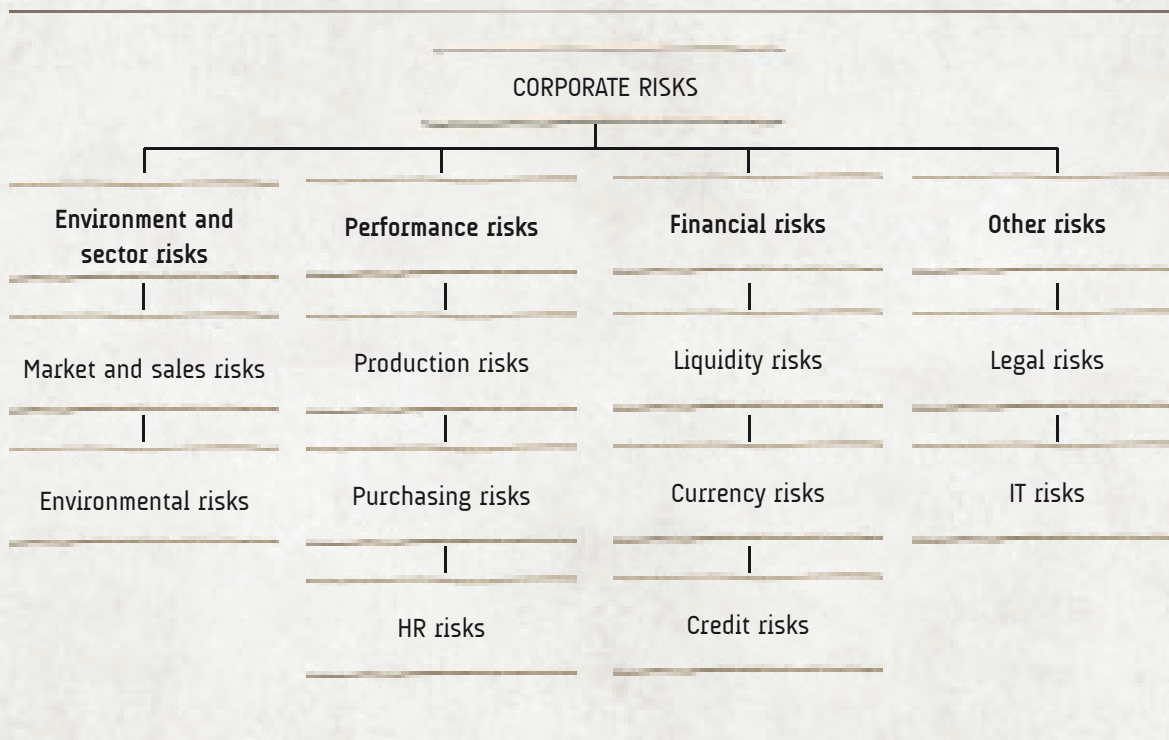 CORPORATE RISKS
Environment and
sector risks
Performance risks
Financial risks
Other risks
Market and sales risks
Production risks
Liquidity risks
Legal risks
Environmental risks
Purchasing risks
Currency risks
IT risks
HR risks
Credit risks